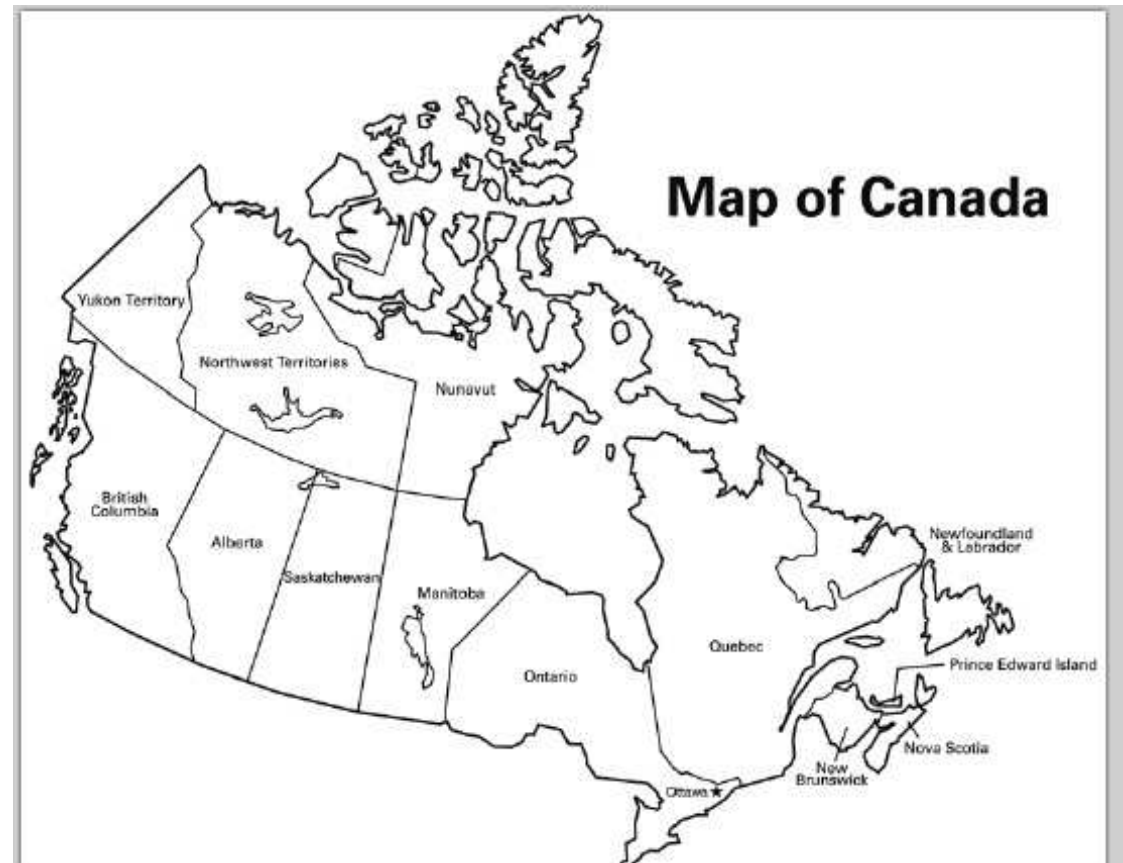 Map of Canada
Yukon Territory
Northwest Territories
Nunavut
British
Columbia
Alberta
Saskatchewan
Manitoba
Newfoundland
& Labrador
Quebec
Prince Edward Island
Ontario
Nova Scotia
New
Brunswick
Ottawa